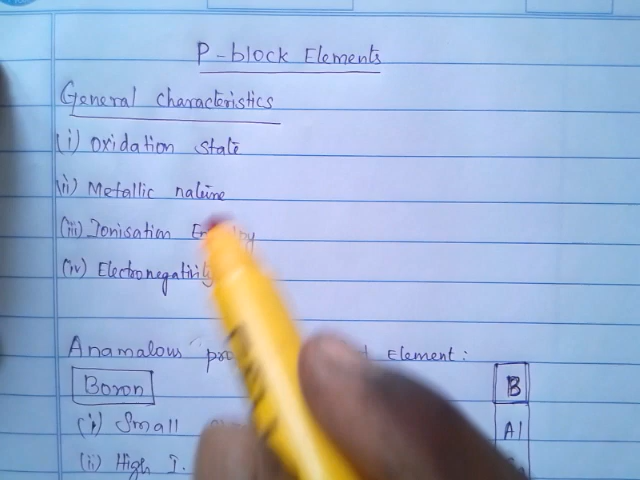 P-block Elements
General characteristics
(i) Oxidation state
(ii) Metallic nature
(iii) Ionisation
(iv) Electronegativity
Anamalous Element:
Boron
B
(i) Small
Al
(ii) High I.